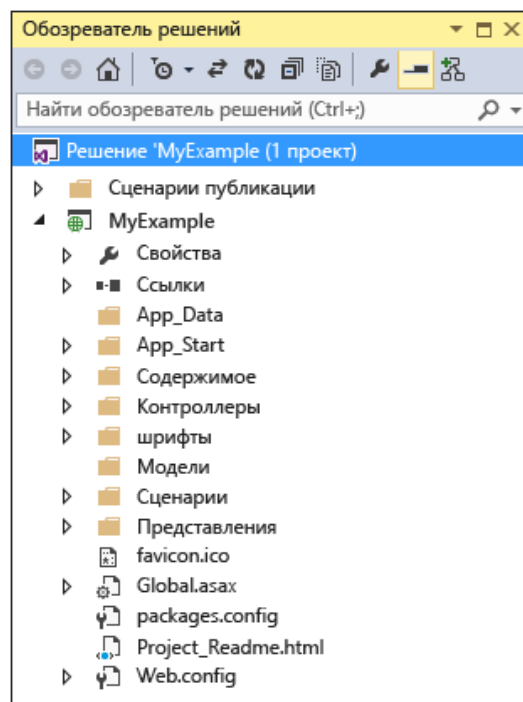 Обозреватель решений
Найти обозреватель решений (Ctrl+;)
Решение 'MyExample (1 проект)
Сценарии публикации
MyExample
Свойства
Ссылки
App_Data
App_Start
Содержимое
Контроллеры
шрифты
Модели
Сценарии
Представления
favicon.ico
Global.asax
packages.config
Project_Readme.html
Web.config